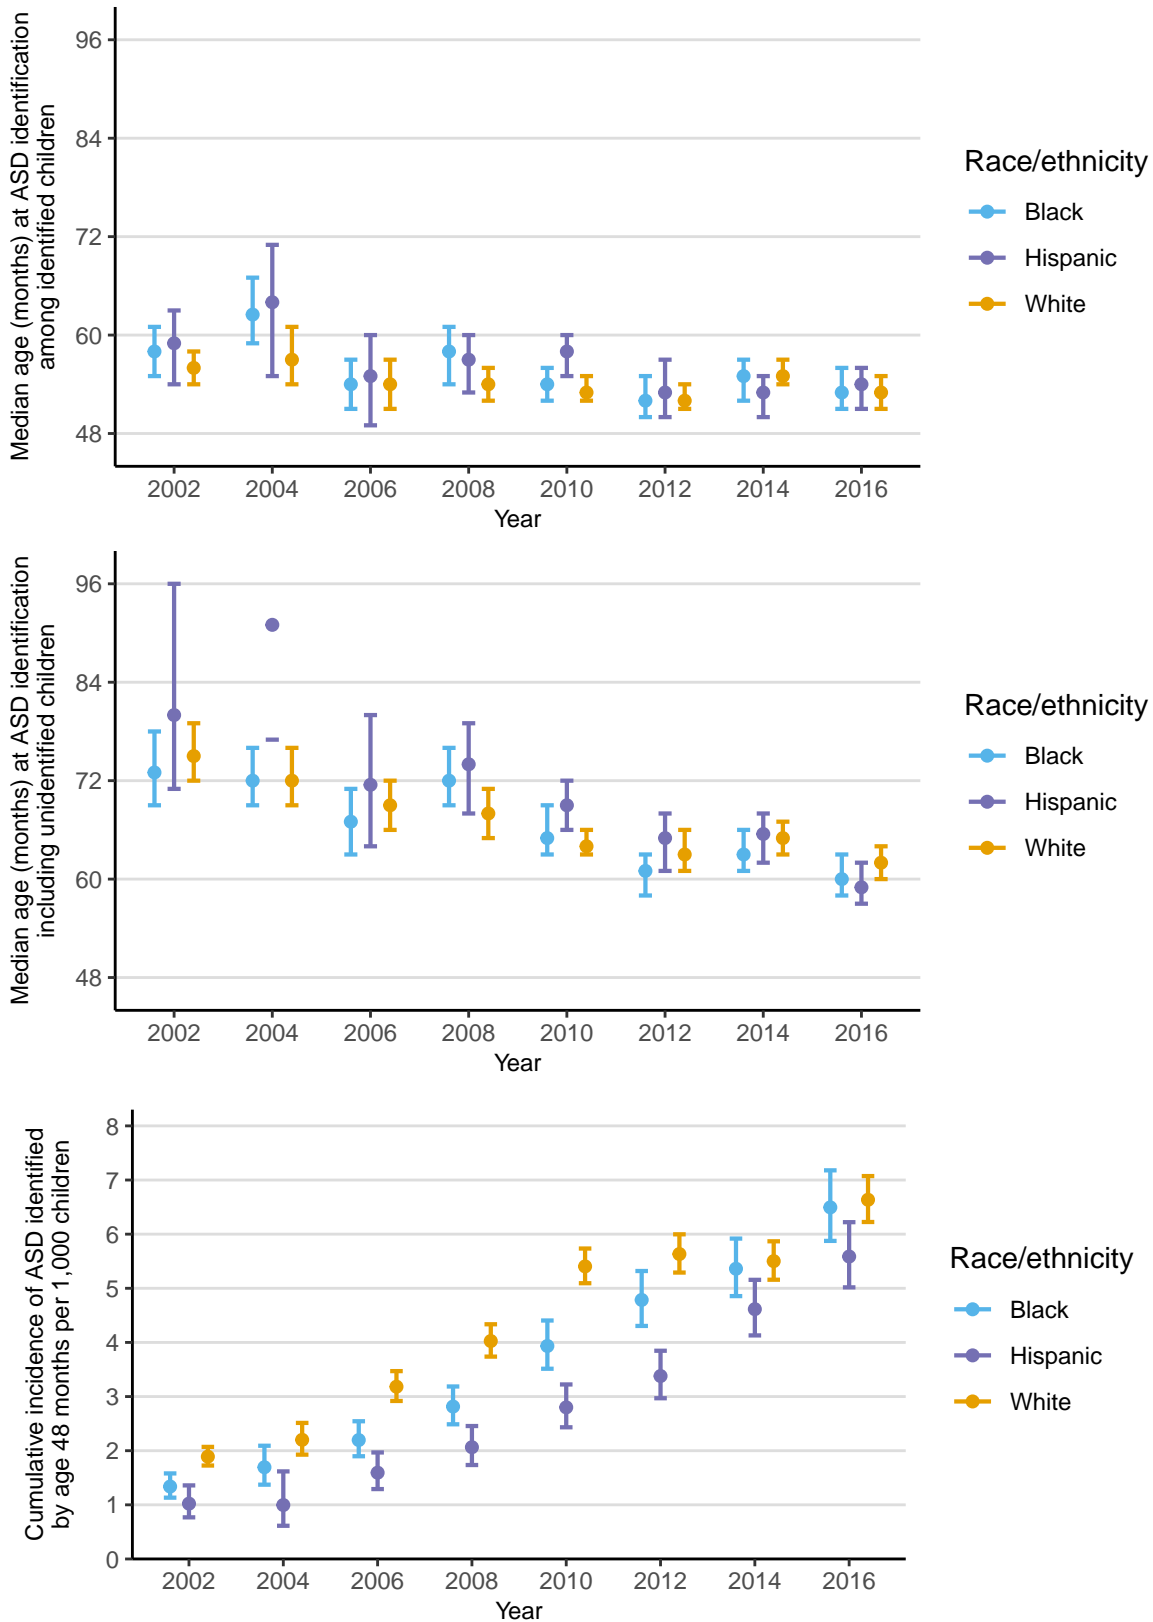 Median age (months) at ASD identification
among identified children
96
84
72
60
48
2002 2004 2006 2008 2010 2012 2014 2016
Year
Race/ethnicity
Black
Hispanic
White
Median age (months) at ASD identification
including unidentified children
96
84
72
60
48
2002 2004 2006 2008 2010 2012 2014 2016
Year
Race/ethnicity
Black
Hispanic
White
Cumulative incidence of ASD identified
by age 48 months per 1,000 children
8
7
6
5
4
3
2
1
0
2002 2004 2006 2008 2010 2012 2014 2016
Year
Race/ethnicity
Black
Hispanic
White